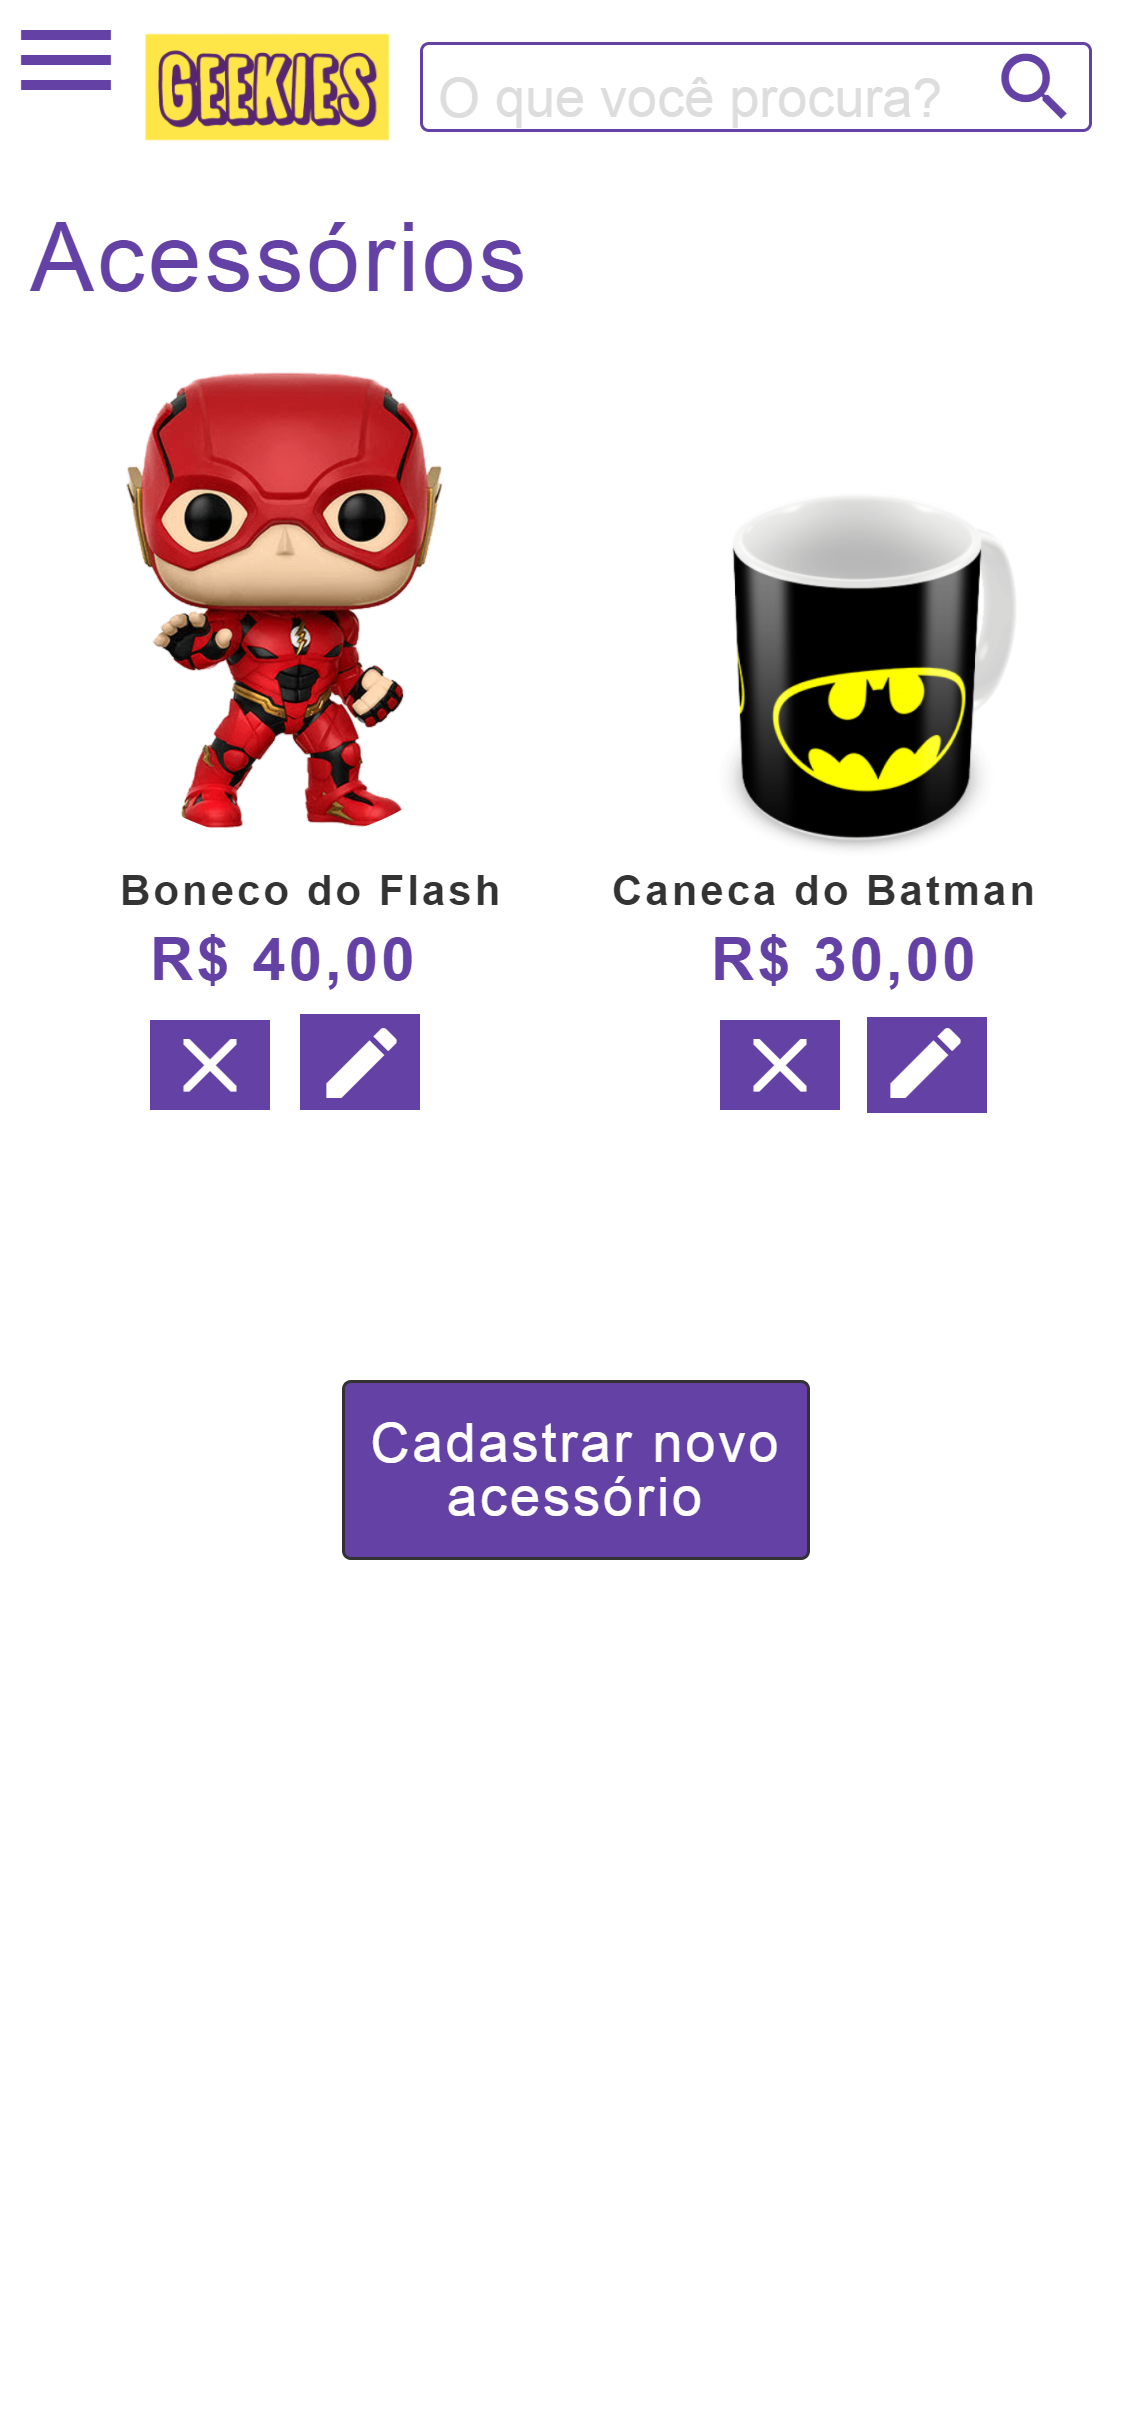 GEEKIES
O que você procura?
Acessórios
Boneco do Flash
Caneca do Batman
R$ 40,00
R$ 30,00
Cadastrar novo
acessório